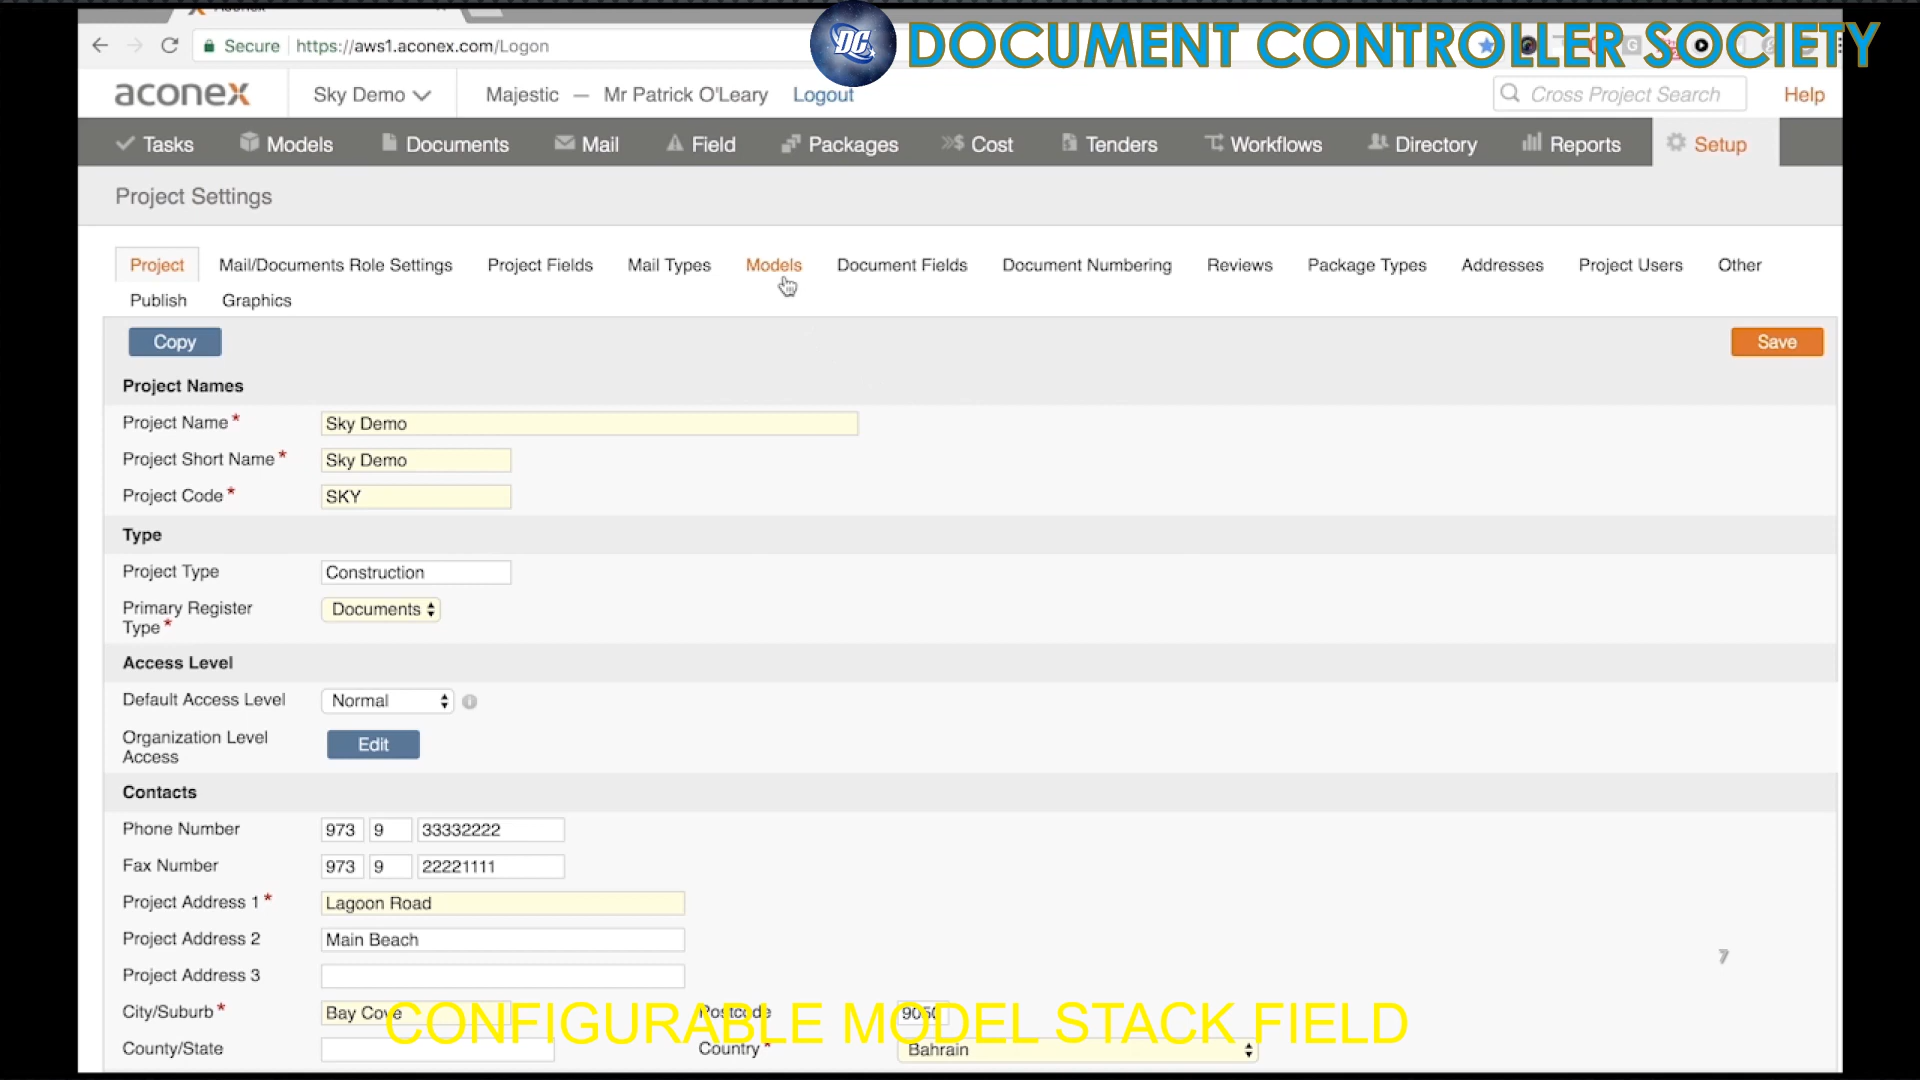 Secure https://aws1.aconex.com/Logon
DC DOCUMENT CONTROLLER SOCIETY
aconex Sky Demo Majestic — Mr Patrick O'Leary Logout Cross Project Search Help
Tasks Models Documents Mail Field Packages Cost Tenders Workflows Directory Reports Setup
Project Settings
Project Mail/Documents Role Settings Project Fields Mail Types Models Document Fields Document Numbering Reviews Package Types Addresses Project Users Other
Publish Graphics
Copy Save
Project Names
Project Name* Sky Demo
Project Short Name* Sky Demo
Project Code* SKY
Type
Project Type Construction
Primary Register Type* Documents
Access Level
Default Access Level Normal
Organization Level Access Edit
Contacts
Phone Number 973 9 33332222
Fax Number 973 9 22221111
Project Address 1* Lagoon Road
Project Address 2 Main Beach
Project Address 3
7
City/Suburb* Bay Cove Postcode
CONFIGURABLE MODEL STACK FIELD
County/State Country* Bahrain